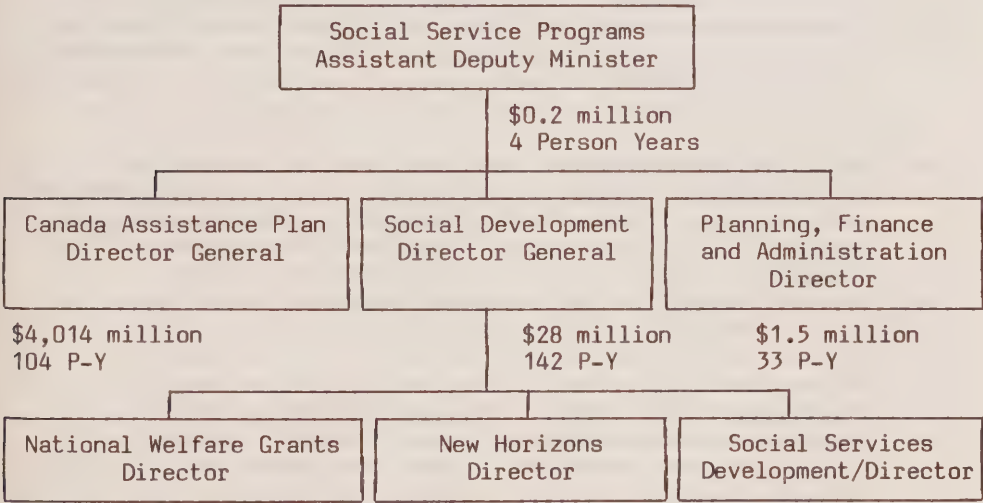 Social Service Programs
Assistant Deputy Minister
$0.2 million
4 Person Years
Canada Assistance Plan
Director General
Social Development
Director General
Planning, Finance
and Administration
Director
$4,014 million
104 P-Y
$28 million
142 P-Y
$1.5 million
33 P-Y
National Welfare Grants
Director
New Horizons
Director
Social Services
Development/Director